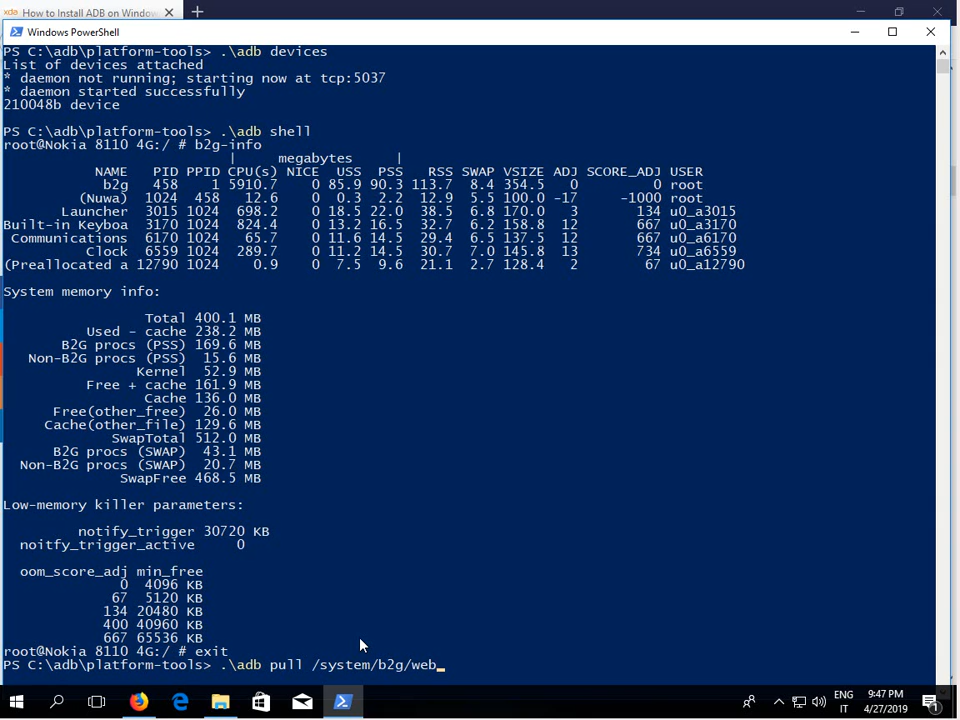 xda How to Install ADB on Window
Windows PowerShell
PS C:\adb\platform-tools> .\adb devices
List of devices attached
* daemon not running; starting now at tcp:5037
* daemon started successfully
210048b device
PS C:\adb\platform-tools> .\adb shell
root@Nokia 8110 4G:/ # b2g-info
| megabytes |
NAME PID PPID CPU(s) NICE USS PSS RSS SWAP VSIZE ADJ SCORE_ADJ USER
b2g 458 1 5910.7 0 85.9 90.3 113.7 8.4 354.5 0 0 root
(Nuwa) 1024 458 12.6 0 0.3 2.2 12.9 5.5 100.0 -17 -1000 root
Launcher 3015 1024 698.2 0 18.5 22.0 38.5 6.8 170.0 3 134 u0_a3015
Built-in Keyboa 3170 1024 824.4 0 13.2 16.5 32.7 6.2 158.8 12 667 u0_a3170
Communications 6170 1024 65.7 0 11.6 14.5 29.4 6.5 137.5 12 667 u0_a6170
Clock 6559 1024 289.7 0 11.2 14.5 30.7 7.0 145.8 13 734 u0_a6559
(Preallocated a 12790 1024 0.9 0 7.5 9.6 21.1 2.7 128.4 2 67 u0_a12790
System memory info:
Total 400.1 MB
Used - cache 238.2 MB
B2G procs (PSS) 169.6 MB
Non-B2G procs (PSS) 15.6 MB
Kernel 52.9 MB
Free + cache 161.9 MB
Cache 136.0 MB
Free(other_free) 26.0 MB
Cache(other_file) 129.6 MB
SwapTotal 512.0 MB
B2G procs (SWAP) 43.1 MB
Non-B2G procs (SWAP) 20.7 MB
SwapFree 468.5 MB
Low-memory killer parameters:
notify_trigger 30720 KB
noitfy_trigger_active 0
oom_score_adj min_free
0 4096 KB
67 5120 KB
134 20480 KB
400 40960 KB
667 65536 KB
root@Nokia 8110 4G:/ # exit
PS C:\adb\platform-tools> .\adb pull /system/b2g/web_
ENG 9:47 PM
IT 4/27/2019
1